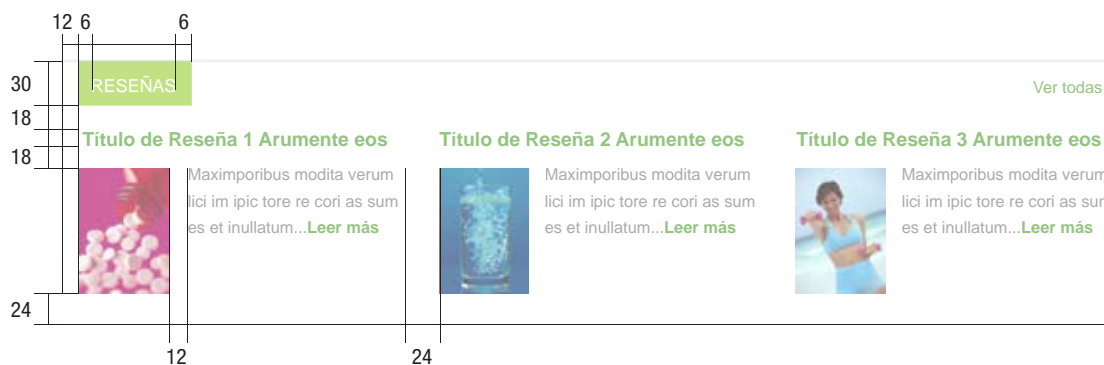 12 6 6
30
RESEÑAS
Ver todas
18
Título de Reseña 1 Arumente eos
Título de Reseña 2 Arumente eos
Título de Reseña 3 Arumente eos
18
Maximporibus modita verum
lici im ipic tore re cori as sum
es et inullatum...Leer más
Maximporibus modita verum
lici im ipic tore re cori as sum
es et inullatum...Leer más
Maximporibus modita verum
lici im ipic tore re cori as sum
es et inullatum...Leer más
24
12
24